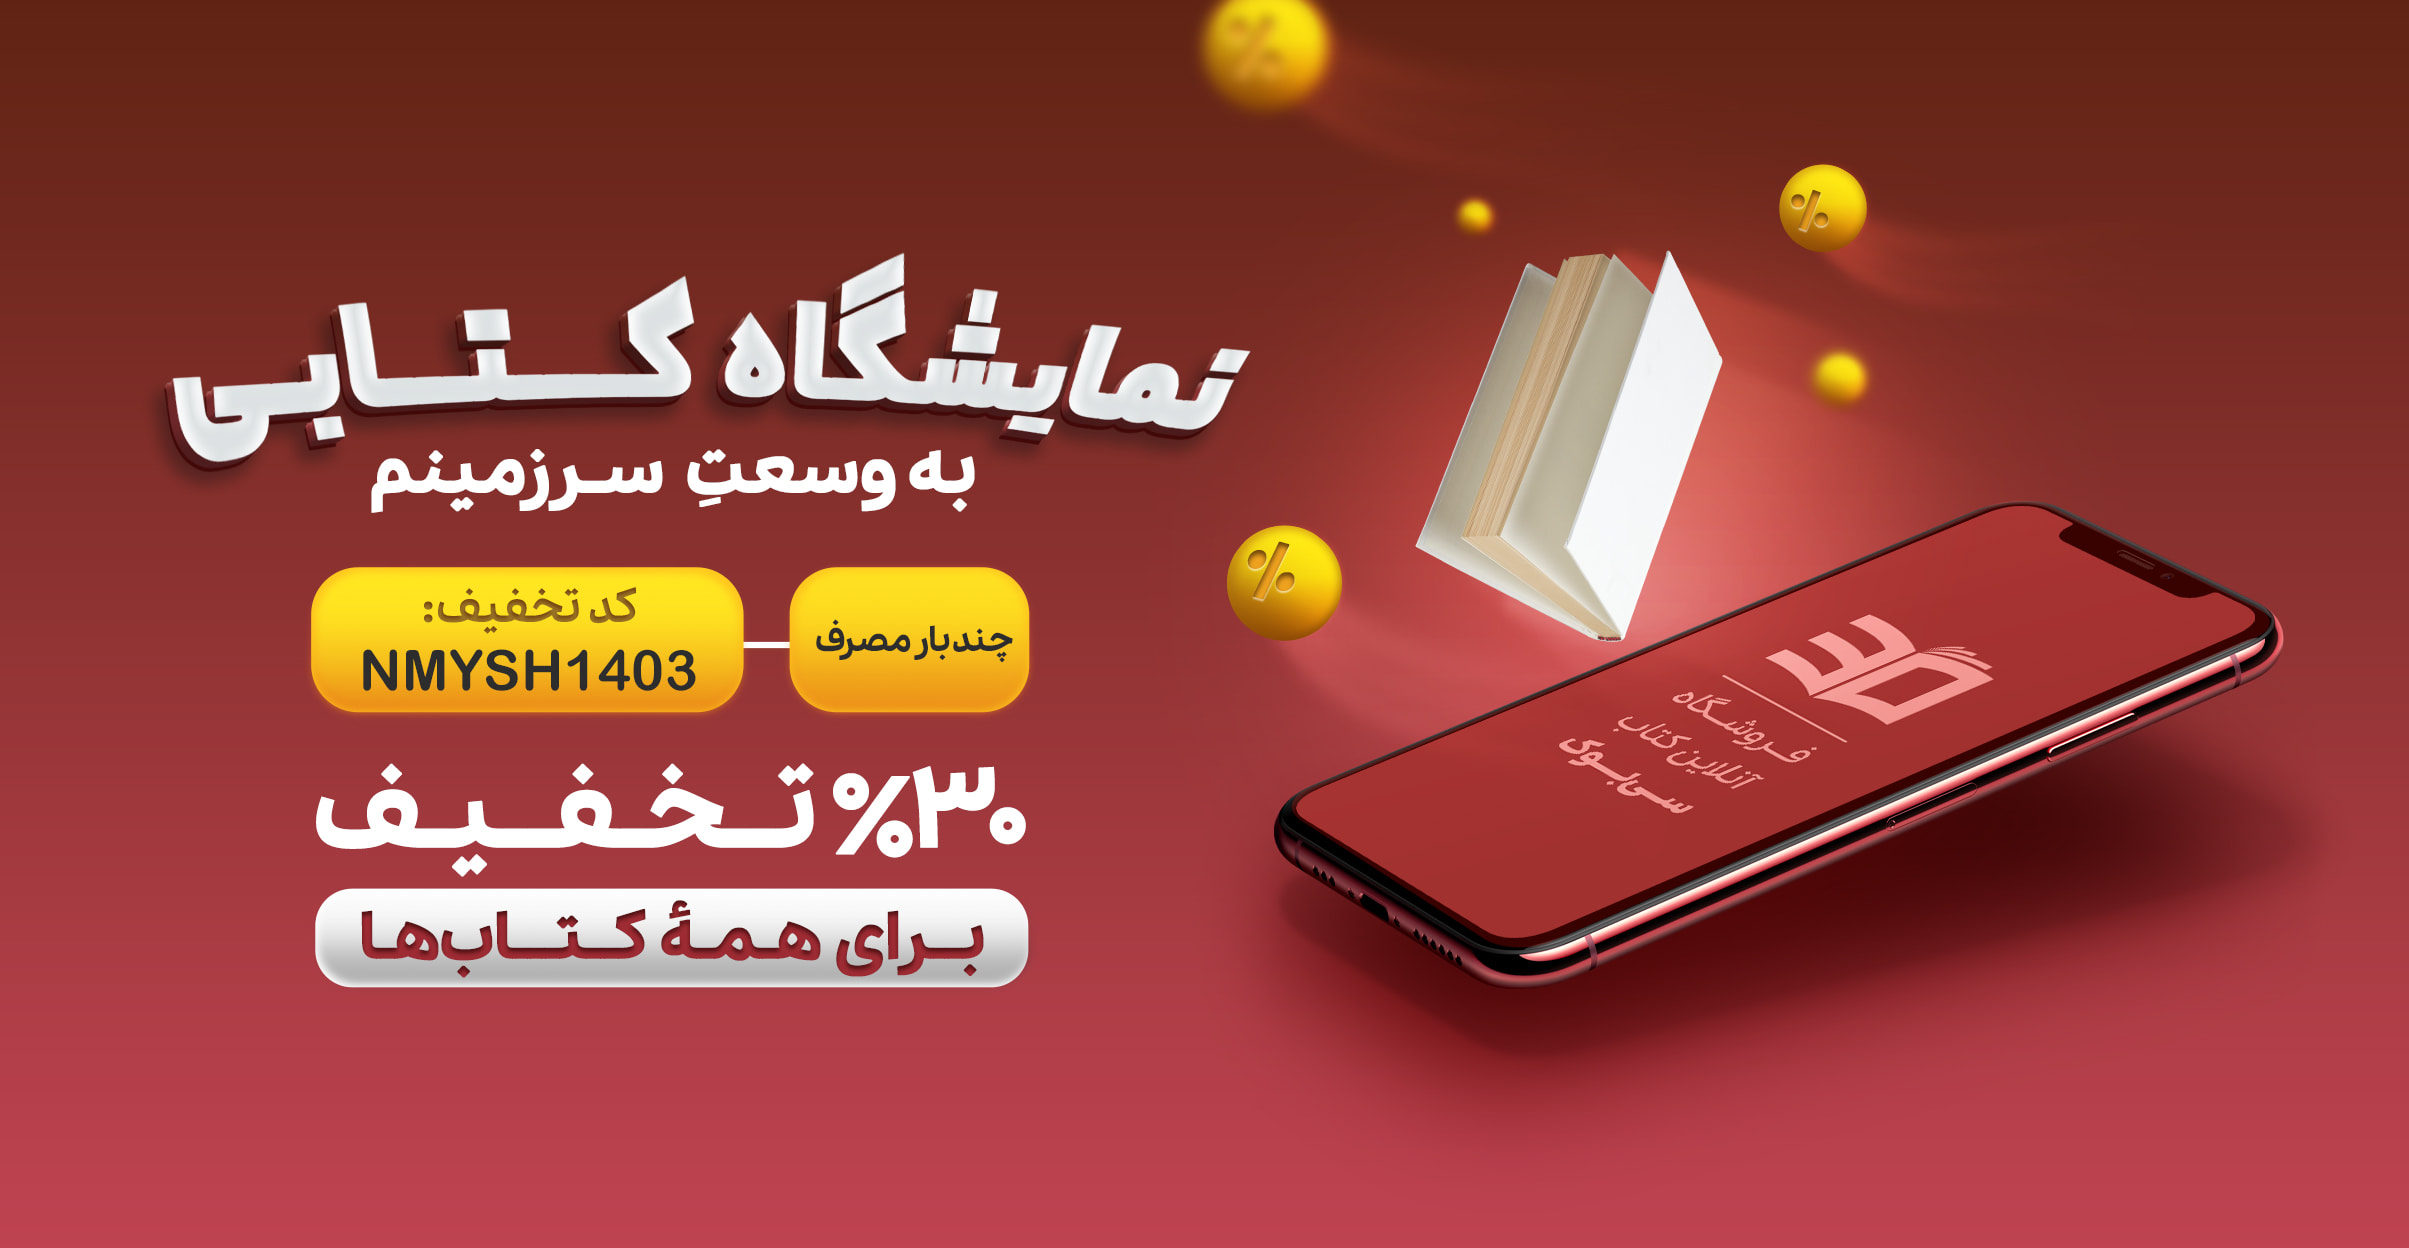 نمایشگاه کتابی
به وسعتِ سرزمینم
چندبار مصرف
کد تخفیف:
NMYSH1403
۳۰% تخفیف
برای همهٔ کتاب‌ها
فروشگاه
آنلاین کتاب
سی‌بوک
%
%
%